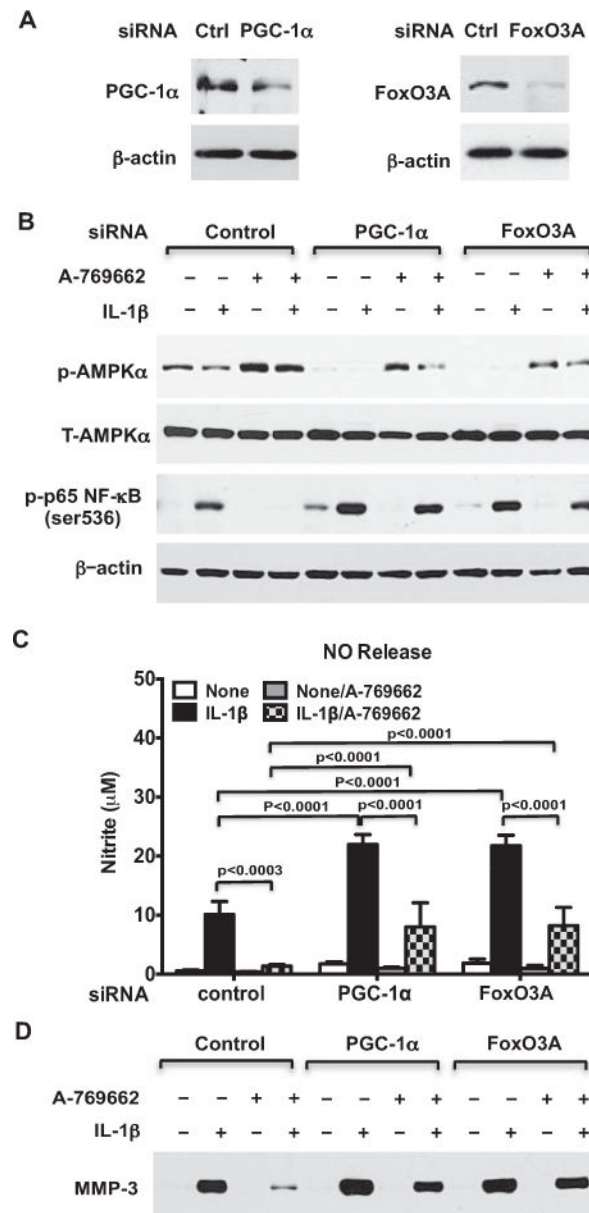 A
siRNA Ctrl PGC-1α
siRNA Ctrl FoxO3A
PGC-1α
FoxO3A
β-actin
β-actin
B
siRNA Control PGC-1α FoxO3A
A-769662 – – + + – – + + – – + +
IL-1β – + – + – + – + – + – +
p-AMPKα
T-AMPKα
p-p65 NF-κB
(ser536)
β–actin
C
NO Release
None None/A-769662
IL-1β IL-1β/A-769662
50
40
30
20
10
0
Nitrite (μM)
p<0.0001
p<0.0001
P<0.0001
P<0.0001 p<0.0001 p<0.0001
p<0.0003
siRNA control PGC-1α FoxO3A
D
Control PGC-1α FoxO3A
A-769662 – – + + – – + + – – + +
IL-1β – + – + – + – + – + – +
MMP-3